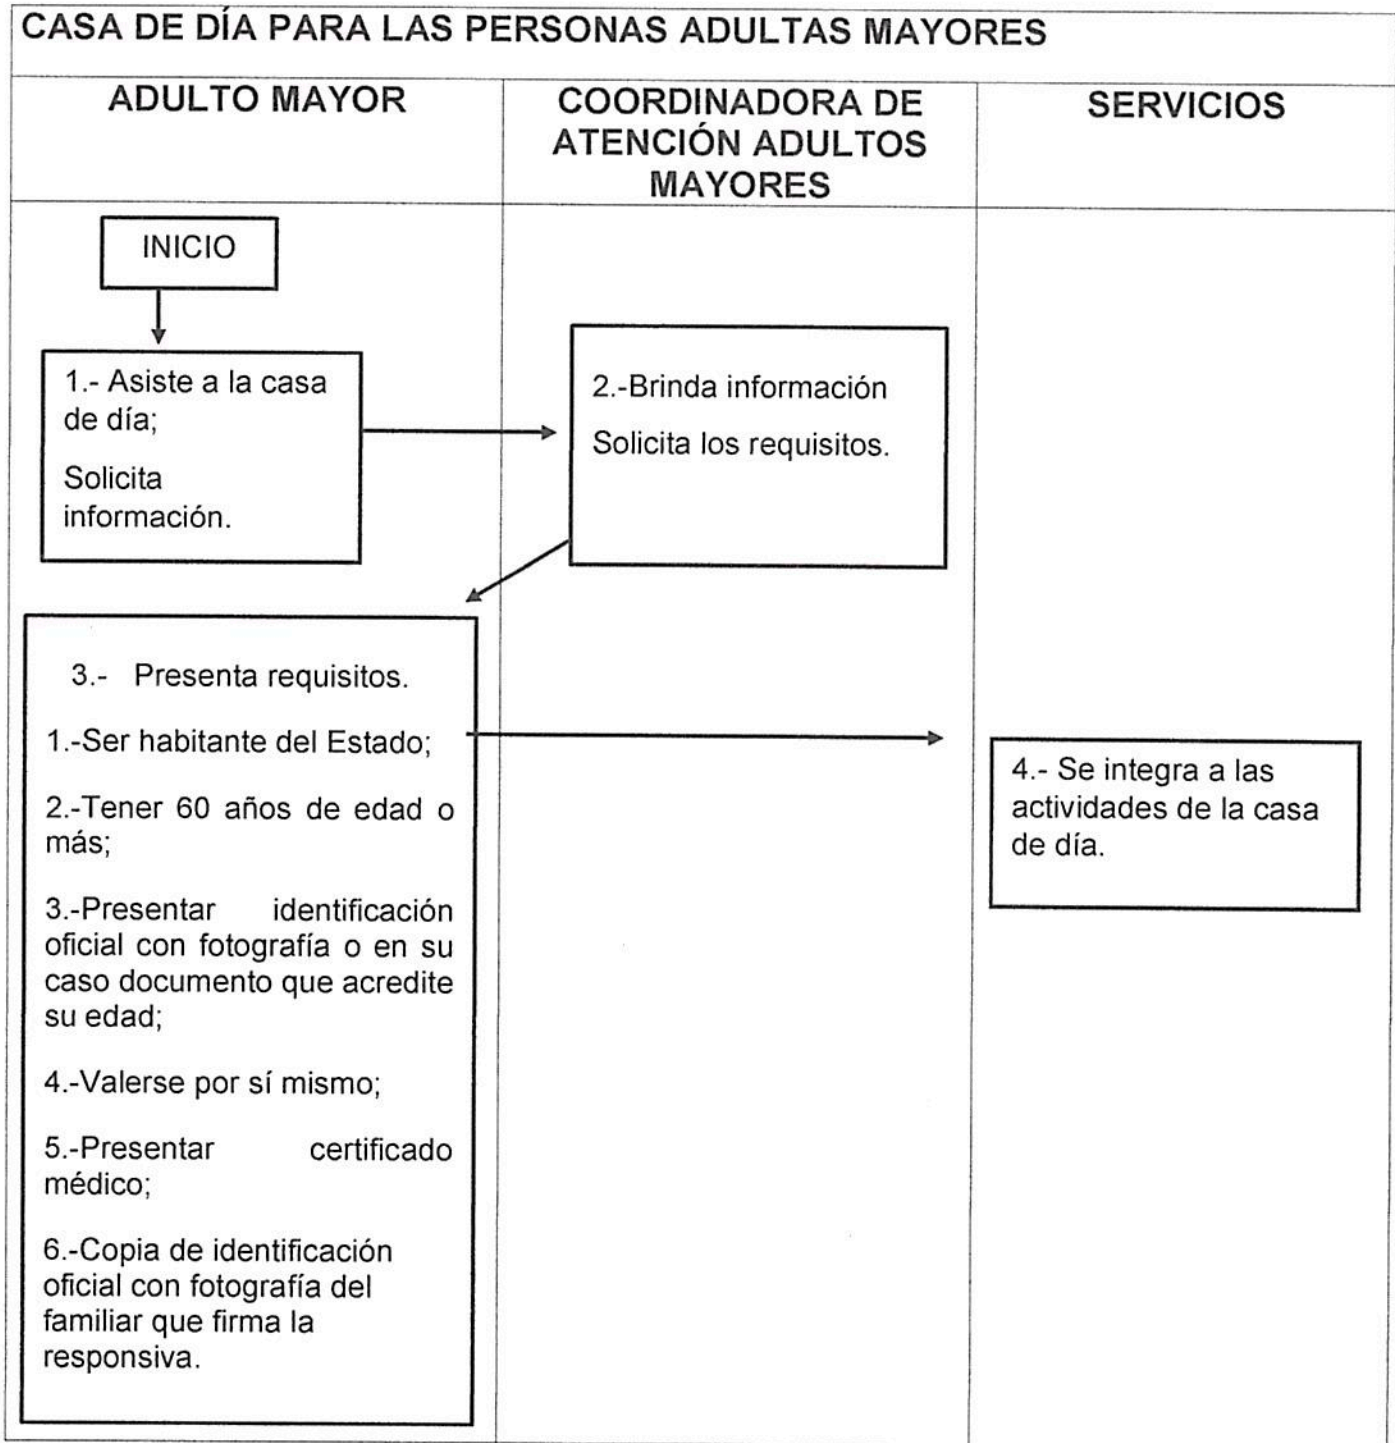 CASA DE DÍA PARA LAS PERSONAS ADULTAS MAYORES
ADULTO MAYOR
COORDINADORA DE
ATENCIÓN ADULTOS
MAYORES
SERVICIOS
INICIO
1.- Asiste a la casa
de día;
Solicita
información.
2.-Brinda información
Solicita los requisitos.
3.- Presenta requisitos.
1.-Ser habitante del Estado;
2.-Tener 60 años de edad o
más;
3.-Presentar identificación
oficial con fotografía o en su
caso documento que acredite
su edad;
4.-Valerse por sí mismo;
5.-Presentar certificado
médico;
6.-Copia de identificación
oficial con fotografía del
familiar que firma la
responsiva.
4.- Se integra a las
actividades de la casa
de día.